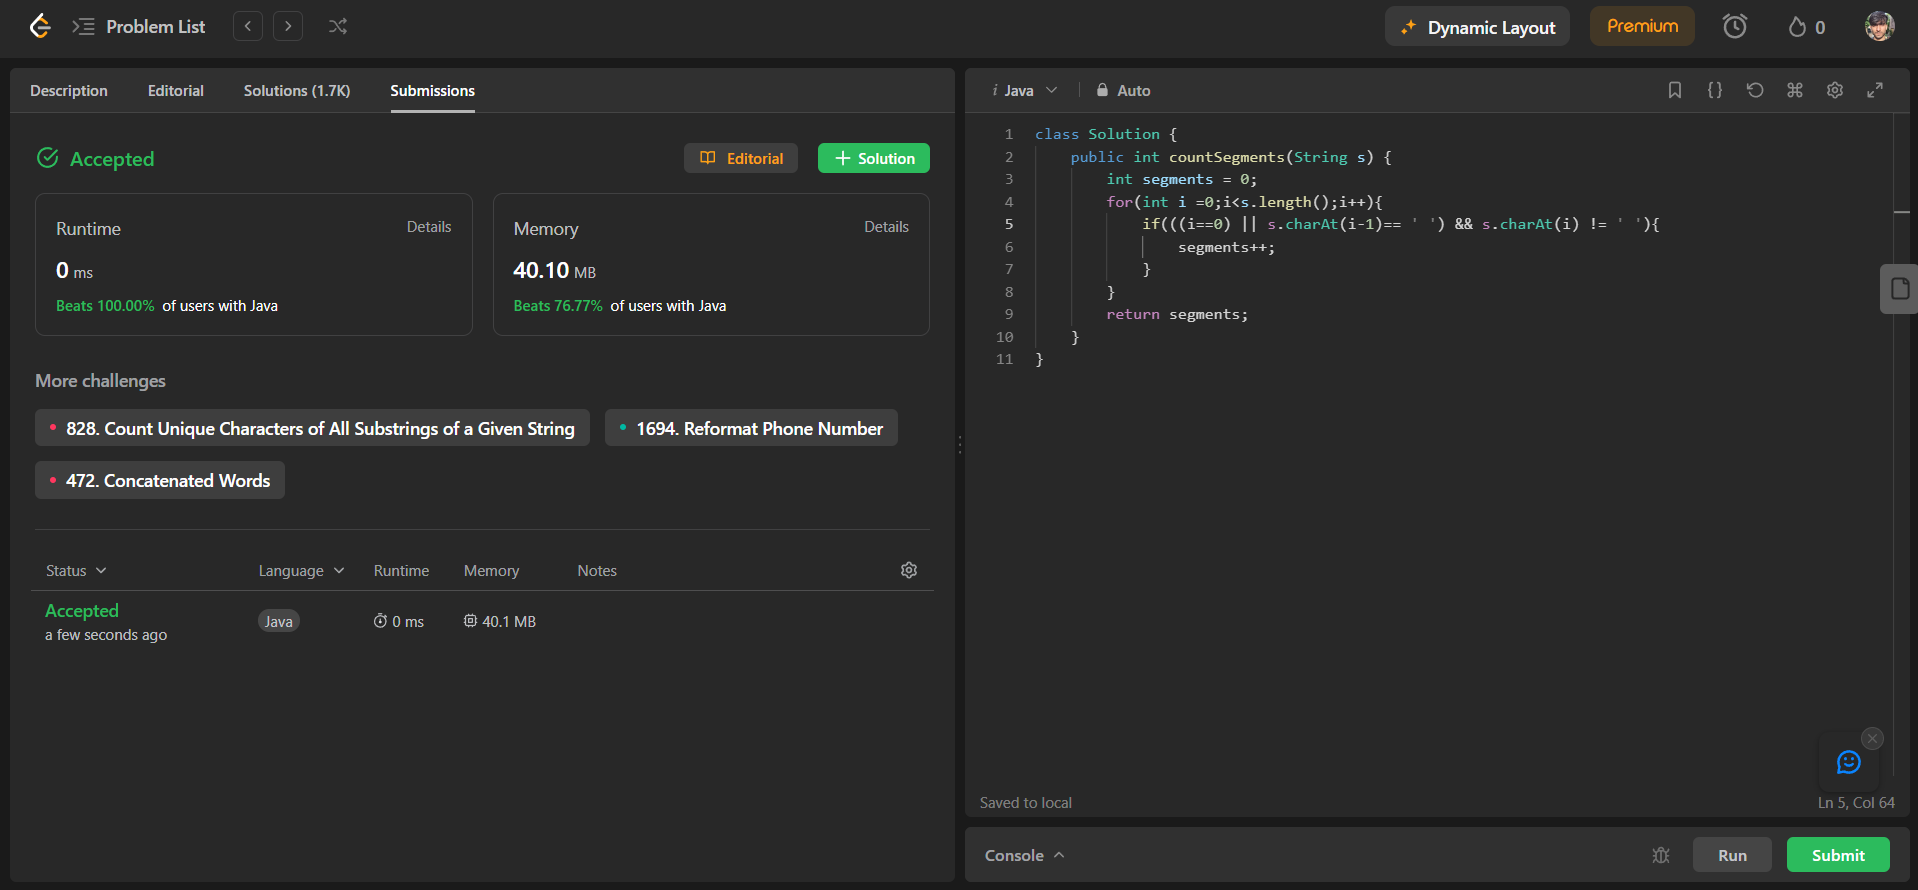 Problem List
Dynamic Layout
Premium
0
Description Editorial Solutions (1.7K) Submissions
Accepted
Editorial
Solution
Runtime Details
0 ms
Beats 100.00% of users with Java
Memory Details
40.10 MB
Beats 76.77% of users with Java
More challenges
828. Count Unique Characters of All Substrings of a Given String
1694. Reformat Phone Number
472. Concatenated Words
Status Language Runtime Memory Notes
Accepted
a few seconds ago
Java 0 ms 40.1 MB
i Java Auto
1 class Solution {
2 public int countSegments(String s) {
3 int segments = 0;
4 for(int i =0;i<s.length();i++){
5 if(((i==0) || s.charAt(i-1)== ' ') && s.charAt(i) != ' '){
6 segments++;
7 }
8 }
9 return segments;
10 }
11 }
Saved to local
Ln 5, Col 64
Console
Run
Submit